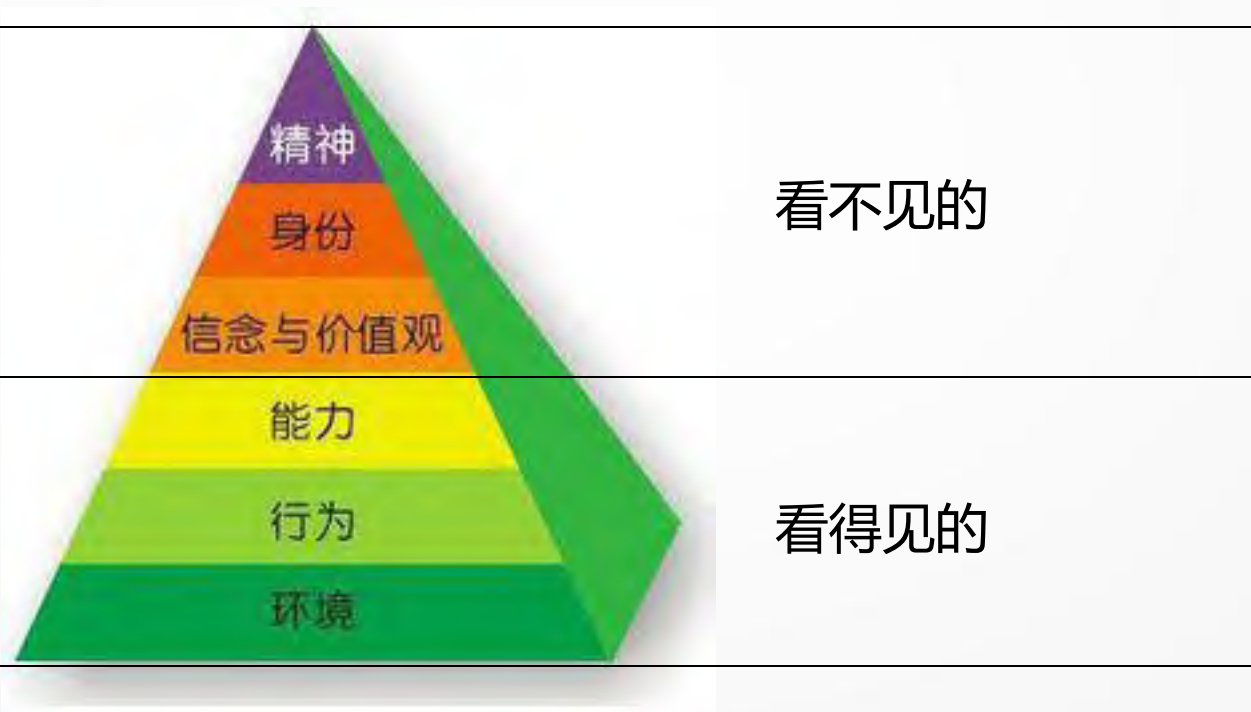 精神
身份
看不见的
信念与价值观
能力
行为
看得见的
环境